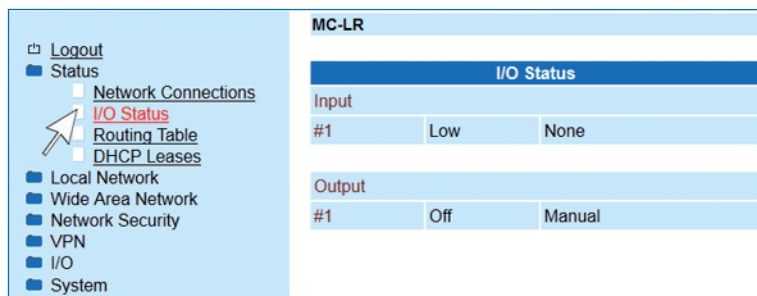 Logout
Status
Network Connections
I/O Status
Routing Table
DHCP Leases
Local Network
Wide Area Network
Network Security
VPN
I/O
System
MC-LR
I/O Status
Input
#1 Low None
Output
#1 Off Manual